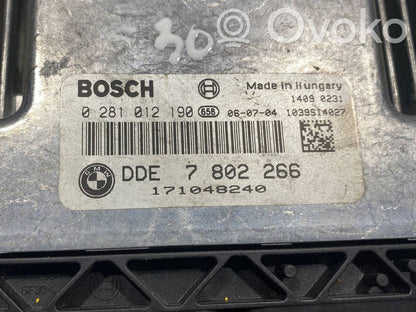 Ovoko
30
BOSCH
Made in Hungary
1409 0231
0 281 012 190 658 06-07-04 1039S14027
BMW DDE 7 802 266
171048240